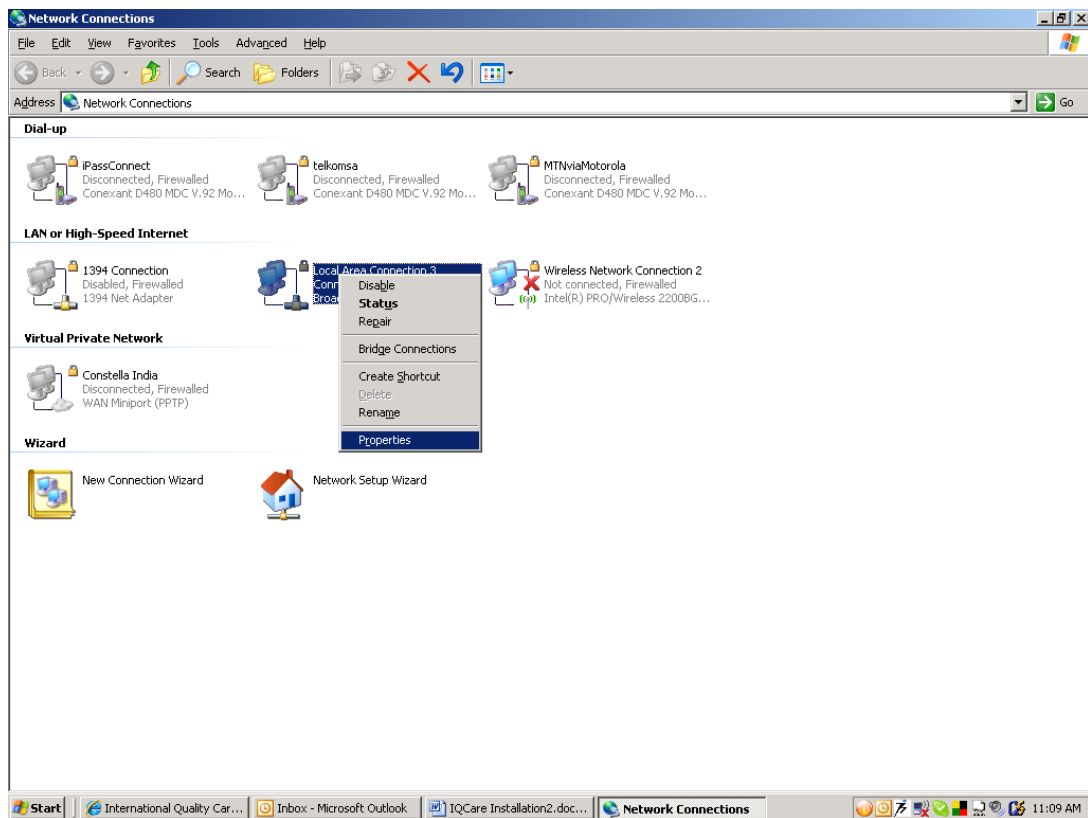 Network Connections
File Edit View Favorites Tools Advanced Help
Back Search Folders
Address Network Connections Go
Dial-up
iPassConnect
Disconnected, Firewalled
Conexant D480 MDC V.92 Mo...
telkomsa
Disconnected, Firewalled
Conexant D480 MDC V.92 Mo...
MTNviaMotorola
Disconnected, Firewalled
Conexant D480 MDC V.92 Mo...
LAN or High-Speed Internet
1394 Connection
Disabled, Firewalled
1394 Net Adapter
Local Area Connection 3
Conn
Broad
Wireless Network Connection 2
Not connected, Firewalled
Intel(R) PRO/Wireless 2200BG...
Disable
Status
Repair
Bridge Connections
Create Shortcut
Delete
Rename
Properties
Virtual Private Network
Constella India
Disconnected, Firewalled
WAN Miniport (PPTP)
Wizard
New Connection Wizard
Network Setup Wizard
Start International Quality Car... Inbox - Microsoft Outlook IQCare Installation2.doc... Network Connections 11:09 AM